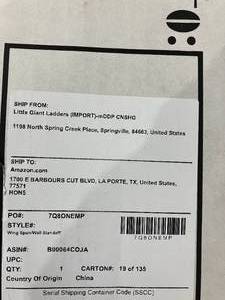 SHIP FROM:
Little Giant Ladders (IMPORT)-mDDP CNSHG
1198 North Spring Creek Place, Springville, 84663, United States
SHIP TO:
Amazon.com
1700 E BARBOURS CUT BLVD, LA PORTE, TX, United States,
77571
HON5
PO#: 7Q8ONEMP
STYLE#:
Wing Span/Wall Standoff
7Q8ONEMP
ASIN#: B00064COJA
UPC:
QTY: 1 CARTON#: 19 of 135
Country Of Origin China
Serial Shipping Container Code (SSCC)